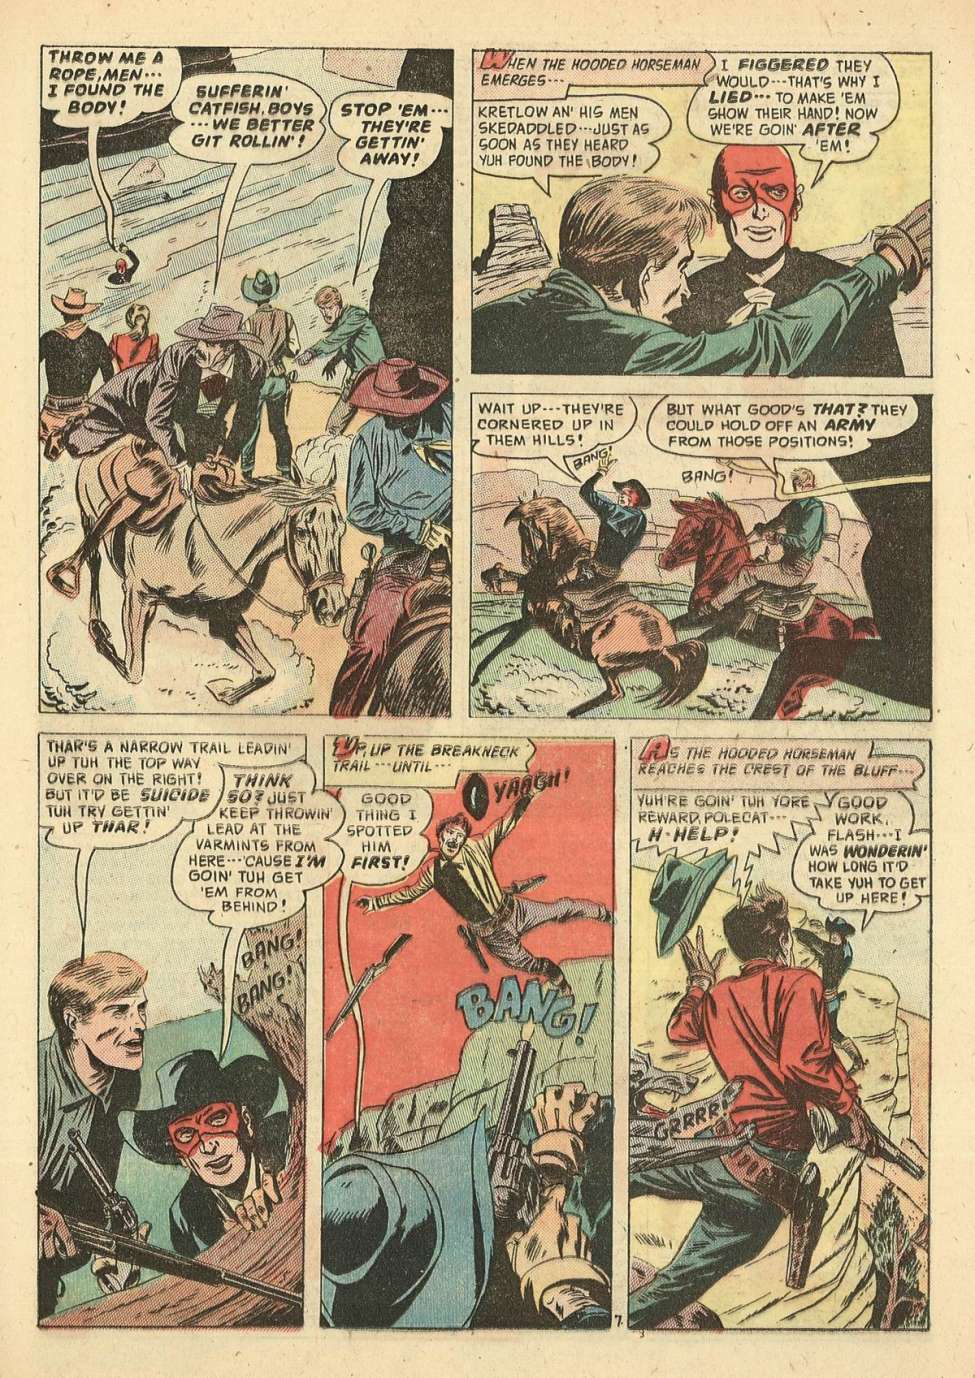 THROW ME A
ROPE, MEN---
I FOUND THE
BODY!
SUFFERIN'
CATFISH, BOYS
---WE BETTER
GIT ROLLIN'!
STOP 'EM---
THEY'RE
GETTIN'
AWAY!
WHEN THE HOODED HORSEMAN
EMERGES---
KRETLOW AN' HIS MEN
SKEDADDLED---JUST AS
SOON AS THEY HEARD
YUH FOUND THE BODY!
I FIGGERED THEY
WOULD---THAT'S WHY I
LIED---TO MAKE 'EM
SHOW THEIR HAND! NOW
WE'RE GOIN' AFTER
'EM!
WAIT UP---THEY'RE
CORNERED UP IN
THEM HILLS!
BANG!
BUT WHAT GOOD'S THAT? THEY
COULD HOLD OFF AN ARMY
FROM THOSE POSITIONS!
BANG!
THAR'S A NARROW TRAIL LEADIN'
UP TUH THE TOP WAY
OVER ON THE RIGHT!
BUT IT'D BE SUICIDE
TUH TRY GETTIN'
UP THAR!
THINK
SO? JUST
KEEP THROWIN'
LEAD AT THE
VARMINTS FROM
HERE---'CAUSE I'M
GOIN' TUH GET
'EM FROM
BEHIND!
BANG!
BANG!
UP, UP THE BREAKNECK
TRAIL---UNTIL---
GOOD
THING I
SPOTTED
HIM
FIRST!
YAAGH!
BANG!
7
AS THE HOODED HORSEMAN
REACHES THE CREST OF THE BLUFF---
YUH'RE GOIN' TUH YORE
REWARD, POLECAT---
H-HELP!
GOOD
WORK,
FLASH---I
WAS WONDERIN'
HOW LONG IT'D
TAKE YUH TO GET
UP HERE!
GRRRR!